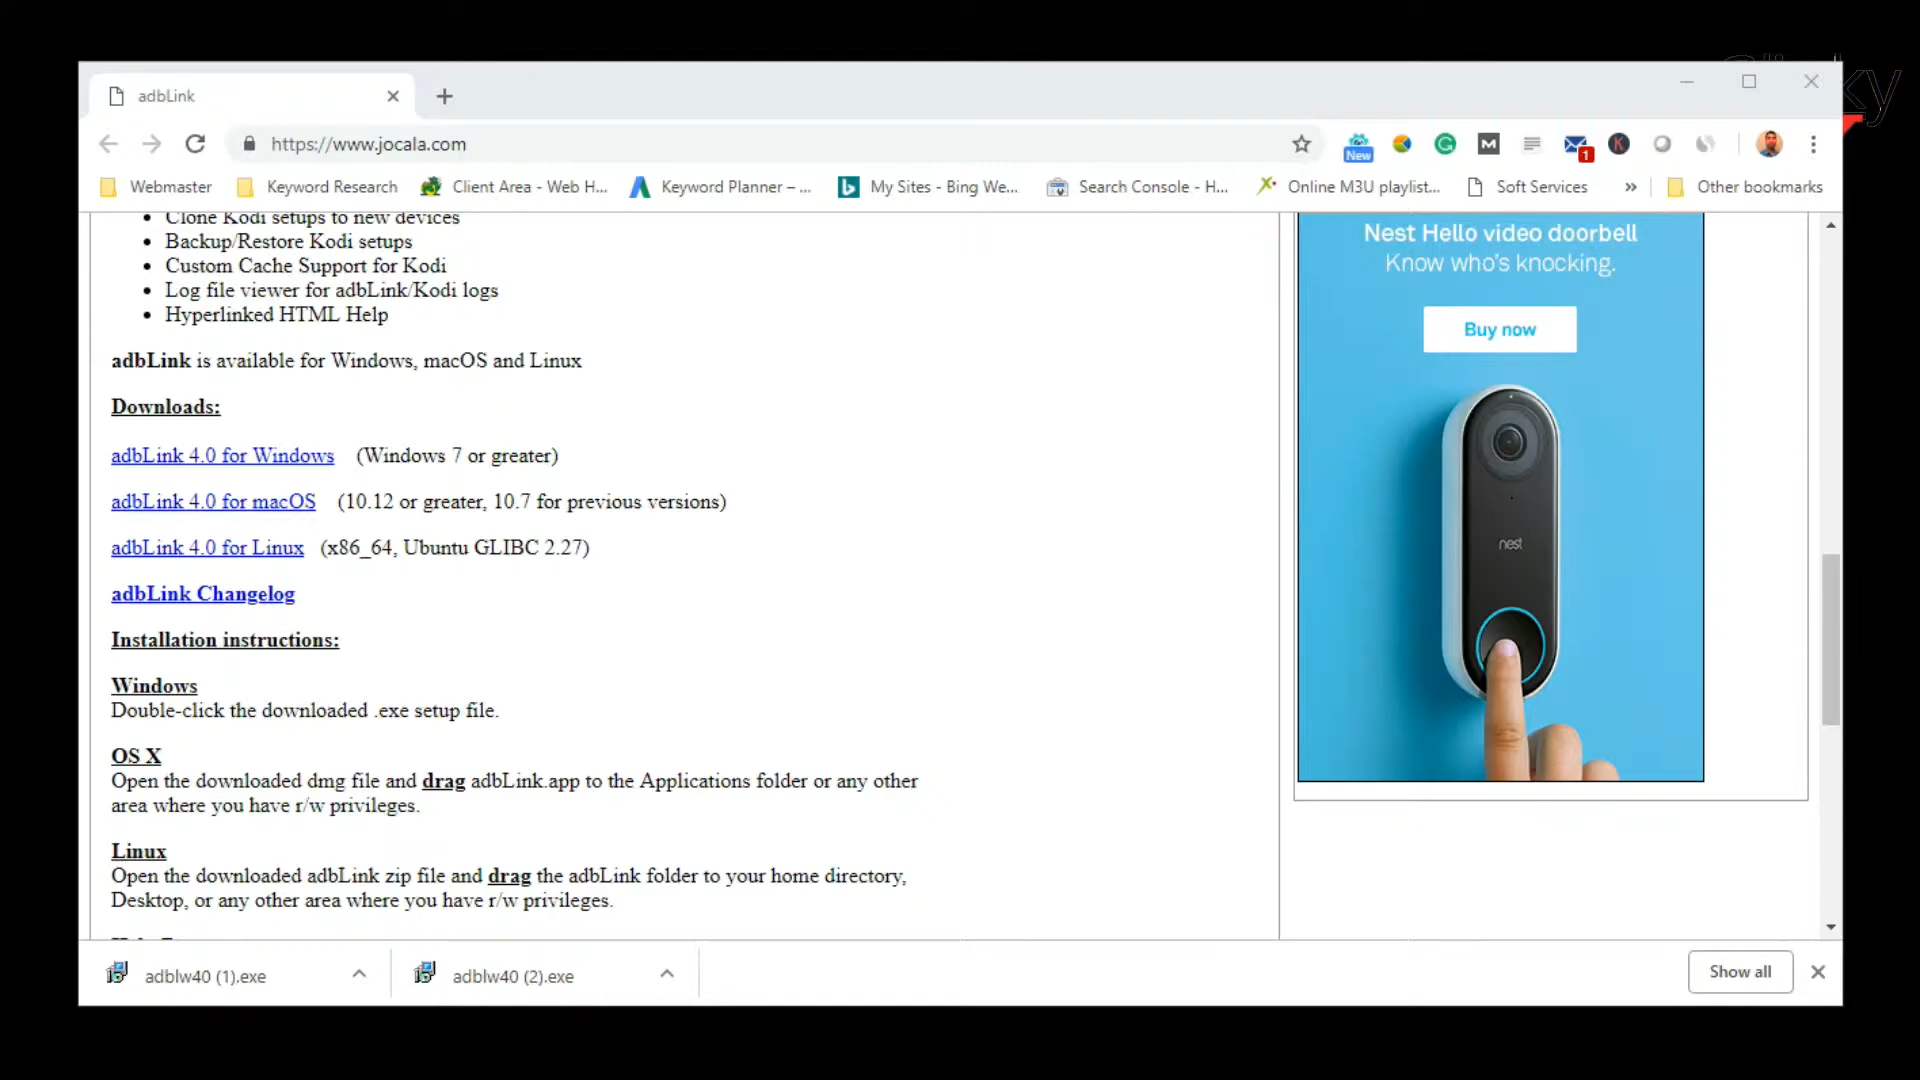 adbLink
https://www.jocala.com
New
1
Webmaster
Keyword Research
Client Area - Web H...
Keyword Planner – ...
My Sites - Bing We...
Search Console - H...
Online M3U playlist...
Soft Services
»
Other bookmarks
Clone Kodi setups to new devices
Backup/Restore Kodi setups
Custom Cache Support for Kodi
Log file viewer for adbLink/Kodi logs
Hyperlinked HTML Help
adbLink is available for Windows, macOS and Linux
Downloads:
adbLink 4.0 for Windows (Windows 7 or greater)
adbLink 4.0 for macOS (10.12 or greater, 10.7 for previous versions)
adbLink 4.0 for Linux (x86_64, Ubuntu GLIBC 2.27)
adbLink Changelog
Installation instructions:
Windows
Double-click the downloaded .exe setup file.
OS X
Open the downloaded dmg file and drag adbLink.app to the Applications folder or any other
area where you have r/w privileges.
Linux
Open the downloaded adbLink zip file and drag the adbLink folder to your home directory,
Desktop, or any other area where you have r/w privileges.
Nest Hello video doorbell
Know who's knocking.
Buy now
nest
adblw40 (1).exe
adblw40 (2).exe
Show all